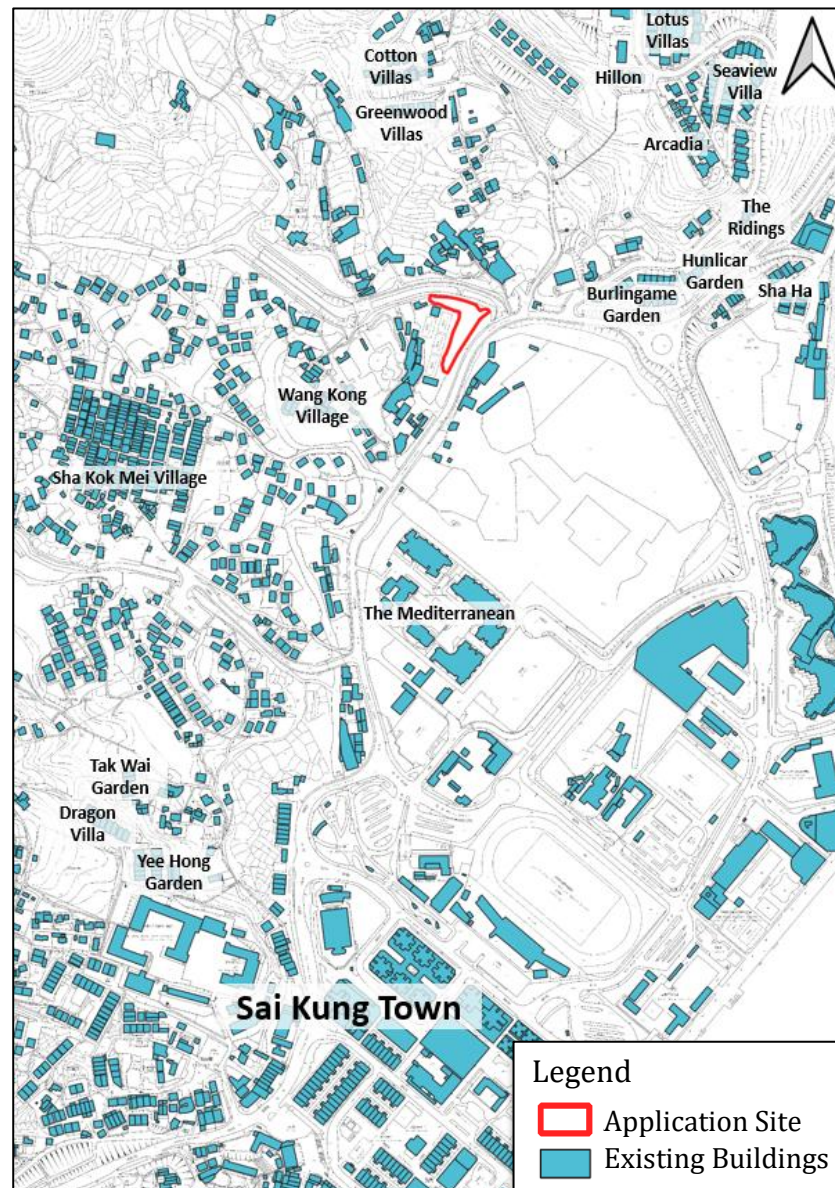 Lotus
Villas
Cotton
Villas
Hillon
Seaview
Villa
Greenwood
Villas
Arcadia
The
Ridings
Hunlicar
Garden
Burlingame
Garden
Sha Ha
Wang Kong
Village
Sha Kok Mei Village
The Mediterranean
Tak Wai
Garden
Dragon
Villa
Yee Hong
Garden
Sai Kung Town
Legend
Application Site
Existing Buildings